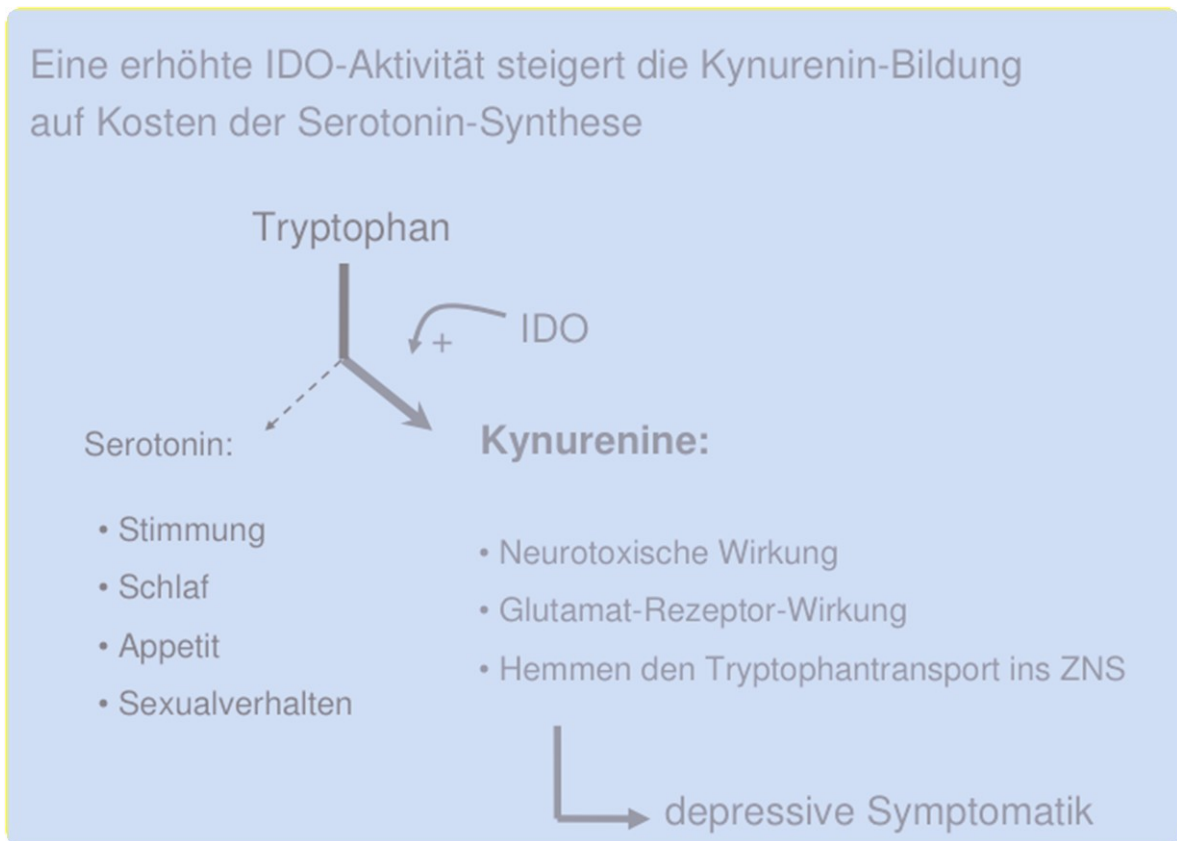 Eine erhöhte IDO-Aktivität steigert die Kynurenin-Bildung
auf Kosten der Serotonin-Synthese
Tryptophan
IDO
+
Serotonin:
• Stimmung
• Schlaf
• Appetit
• Sexualverhalten
Kynurenine:
• Neurotoxische Wirkung
• Glutamat-Rezeptor-Wirkung
• Hemmen den Tryptophantransport ins ZNS
depressive Symptomatik